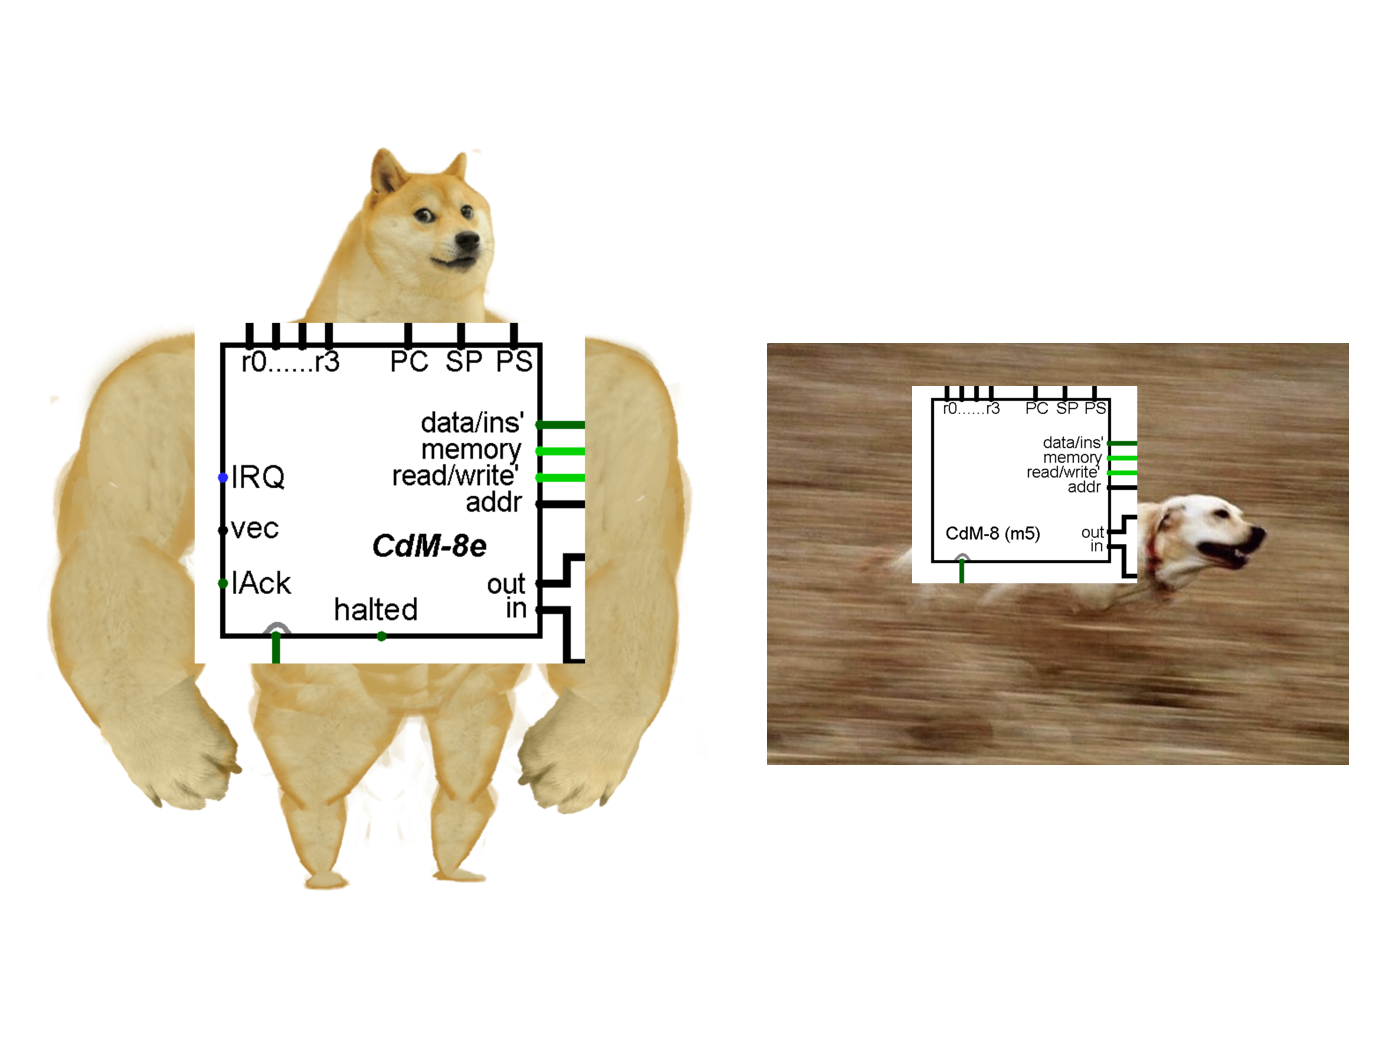 r0......r3 PC SP PS
data/ins'
memory
IRQ read/write'
addr
vec
CdM-8e
IAck out
halted in
r0......r3 PC SP PS
data/ins'
memory
read/write'
addr
CdM-8 (m5) out
in